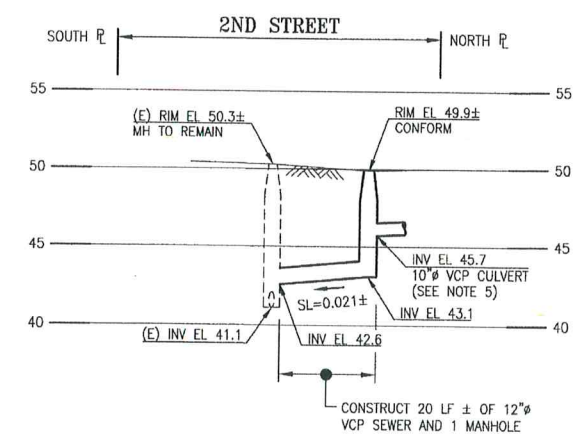 2ND STREET
SOUTH PL
NORTH PL
55
55
(E) RIM EL 50.3±
MH TO REMAIN
RIM EL 49.9±
CONFORM
50
50
45
45
INV EL 45.7
10"ø VCP CULVERT
(SEE NOTE 5)
SL=0.021±
INV EL 43.1
40
40
(E) INV EL 41.1
INV EL 42.6
CONSTRUCT 20 LF ± OF 12"ø
VCP SEWER AND 1 MANHOLE